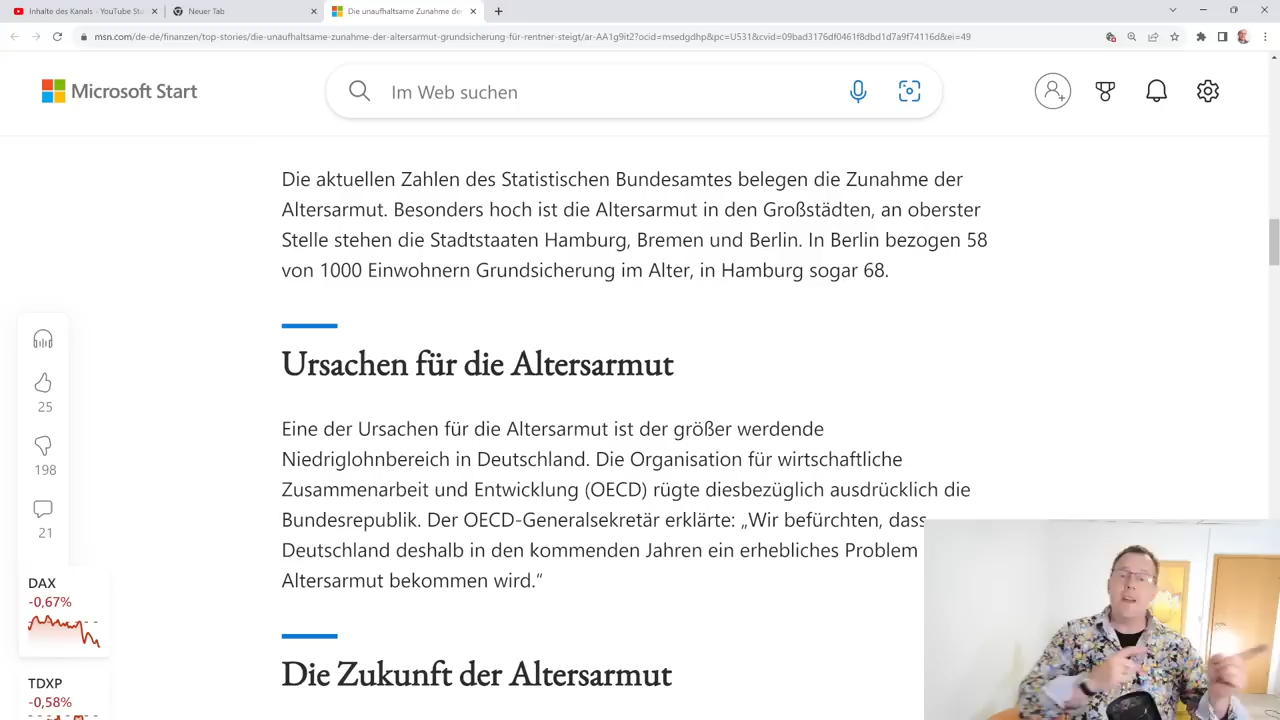 Inhalte des Kanals - YouTube Stu
Neuer Tab
Die unaufhaltsame Zunahme der
msn.com/de-de/finanzen/top-stories/die-unaufhaltsame-zunahme-der-altersarmut-grundsicherung-für-rentner-steigt/ar-AA1g9it2?ocid=msedgdhp&pc=U531&cvid=09bad3176df0461f8dbd1d7a9f74116d&ei=49
Microsoft Start
Im Web suchen
Die aktuellen Zahlen des Statistischen Bundesamtes belegen die Zunahme der
Altersarmut. Besonders hoch ist die Altersarmut in den Großstädten, an oberster
Stelle stehen die Stadtstaaten Hamburg, Bremen und Berlin. In Berlin bezogen 58
von 1000 Einwohnern Grundsicherung im Alter, in Hamburg sogar 68.
Ursachen für die Altersarmut
Eine der Ursachen für die Altersarmut ist der größer werdende
Niedriglohnbereich in Deutschland. Die Organisation für wirtschaftliche
Zusammenarbeit und Entwicklung (OECD) rügte diesbezüglich ausdrücklich die
Bundesrepublik. Der OECD-Generalsekretär erklärte: „Wir befürchten, dass
Deutschland deshalb in den kommenden Jahren ein erhebliches Problem
Altersarmut bekommen wird.“
Die Zukunft der Altersarmut
25
198
21
DAX
-0,67%
TDXP
-0,58%